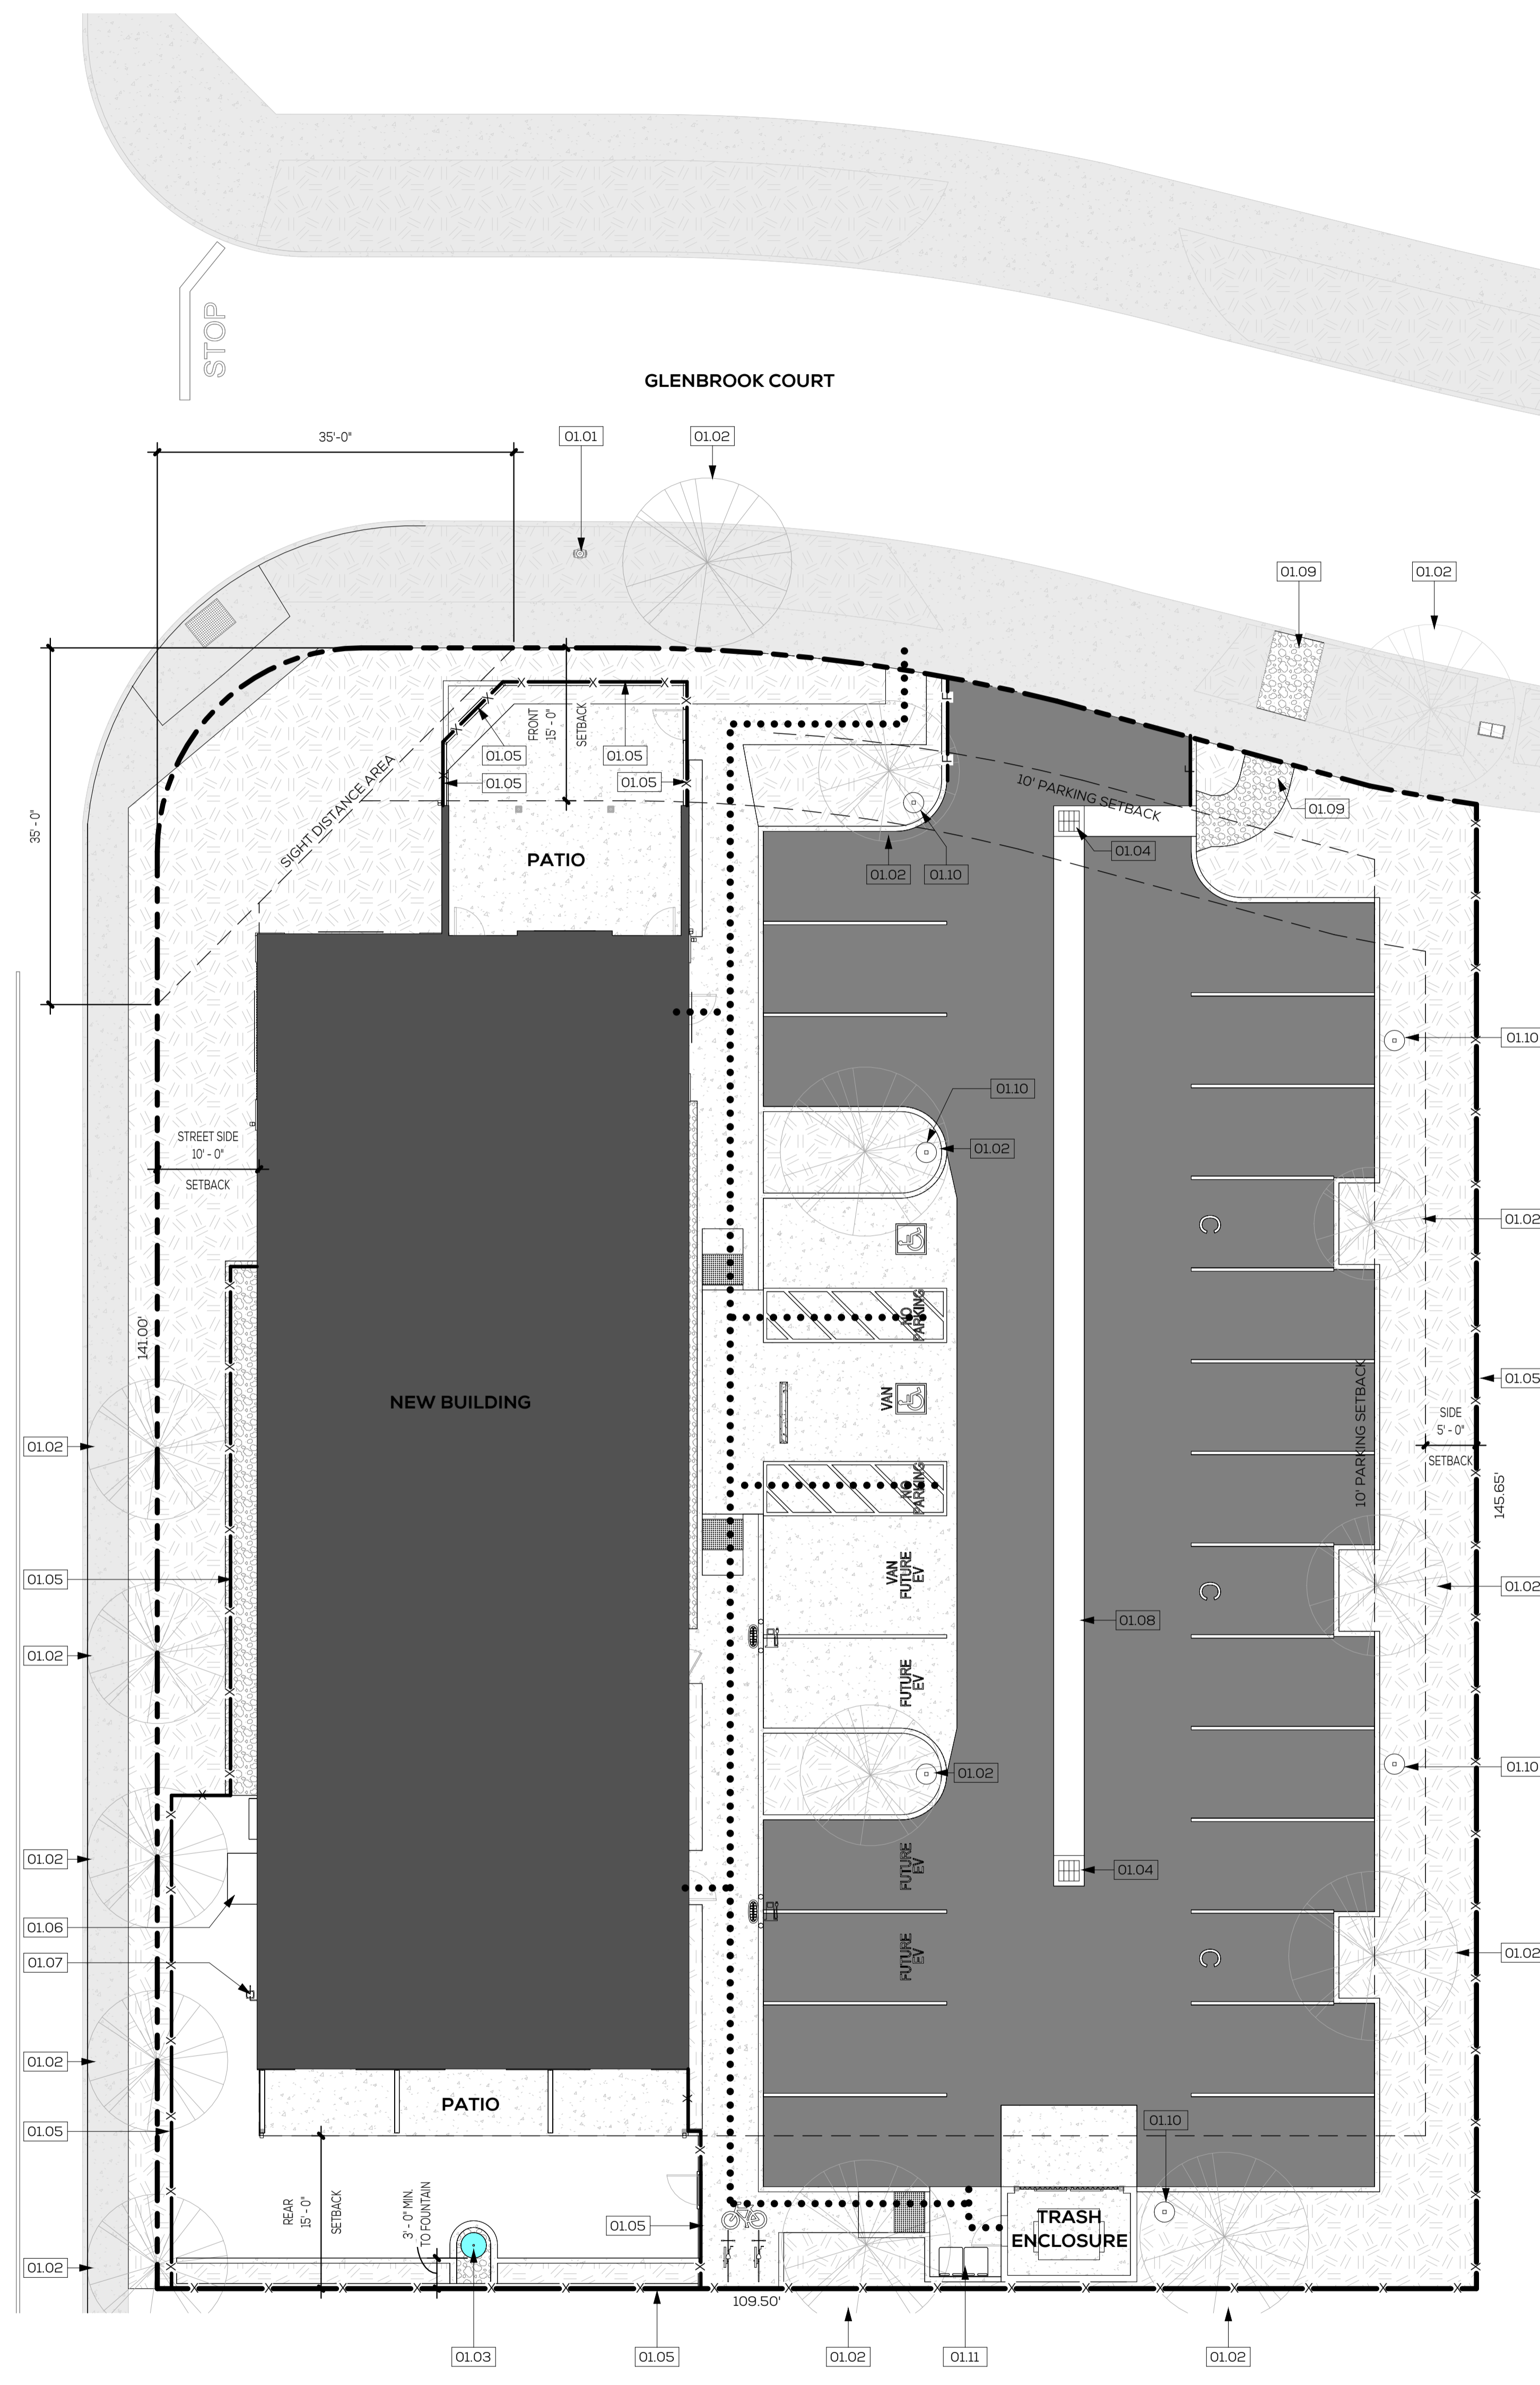 STOP
GLENBROOK COURT
35'-0"
01.01
01.02
01.09
01.02
35' - 0"
SIGHT DISTANCE AREA
FRONT
15' - 0"
SETBACK
01.05
01.05
01.05
01.05
F
F
F
10' PARKING SETBACK
01.09
PATIO
01.04
01.02
01.10
01.10
01.10
STREET SIDE
10' - 0"
SETBACK
01.02
C
01.02
NO
PARKING
141.00'
NEW BUILDING
VAN
10' PARKING SETBACK
01.05
SIDE
5' - 0"
SETBACK
01.02
NO
PARKING
145.65'
01.05
VAN
FUTURE
EV
C
01.02
01.08
01.02
FUTURE
EV
01.02
01.10
01.02
FUTURE
EV
01.04
01.06
FUTURE
EV
C
01.02
01.07
01.02
PATIO
01.05
01.10
REAR
15' - 0"
SETBACK
3' - 0" MIN.
TO FOUNTAIN
01.05
TRASH
ENCLOSURE
01.02
109.50'
01.03
01.05
01.02
01.11
01.02